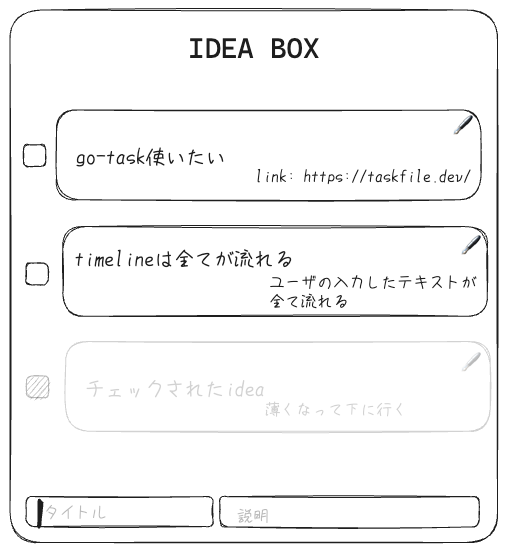 IDEA BOX
go-task使いたい
link: https://taskfile.dev/
timelineは全てが流れる
ユーザの入力したテキストが
全て流れる
チェックされたidea
薄くなって下に行く
タイトル
説明